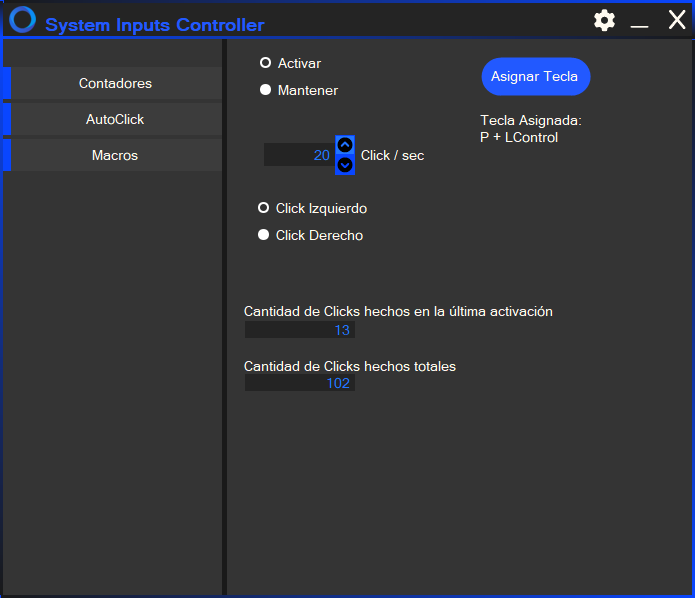 System Inputs Controller
Contadores
AutoClick
Macros
Activar
Mantener
Asignar Tecla
Tecla Asignada:
P + LControl
20 Click / sec
Click Izquierdo
Click Derecho
Cantidad de Clicks hechos en la última activación
13
Cantidad de Clicks hechos totales
102